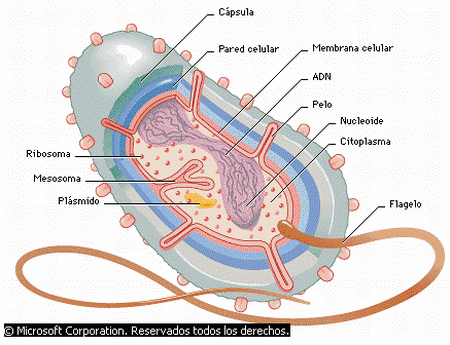 Cápsula
Pared celular
Membrana celular
ADN
Pelo
Nucleoide
Citoplasma
Ribosoma
Mesosoma
Plásmido
Flagelo
© Microsoft Corporation. Reservados todos los derechos.